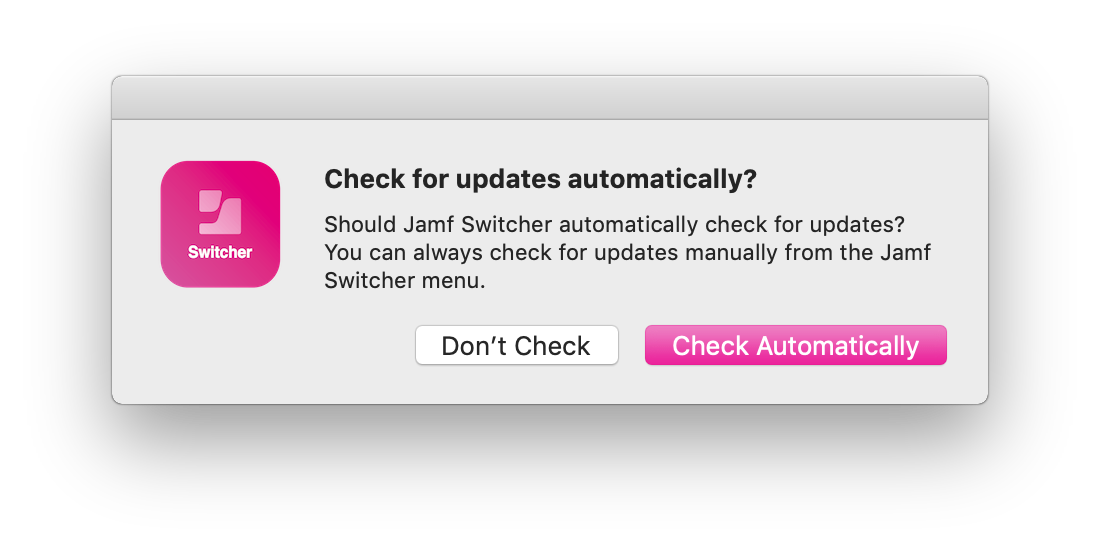 Check for updates automatically?
Should Jamf Switcher automatically check for updates?
You can always check for updates manually from the Jamf
Switcher menu.
Switcher
Don’t Check
Check Automatically